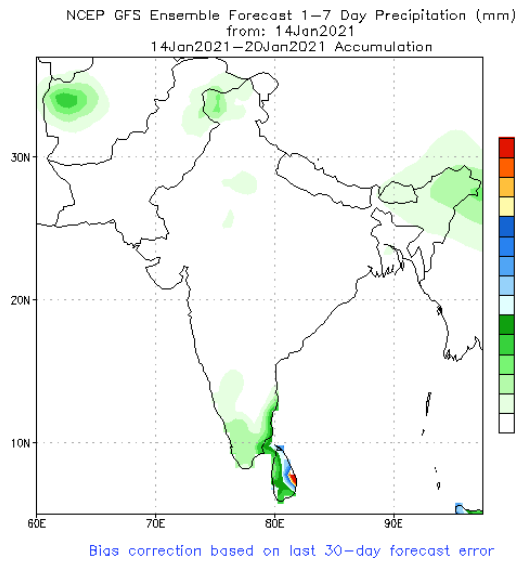 NCEP GFS Ensemble Forecast 1-7 Day Precipitation (mm)
from: 14Jan2021
14Jan2021-20Jan2021 Accumulation
30N
20N
10N
60E
70E
80E
90E
Bias correction based on last 30-day forecast error